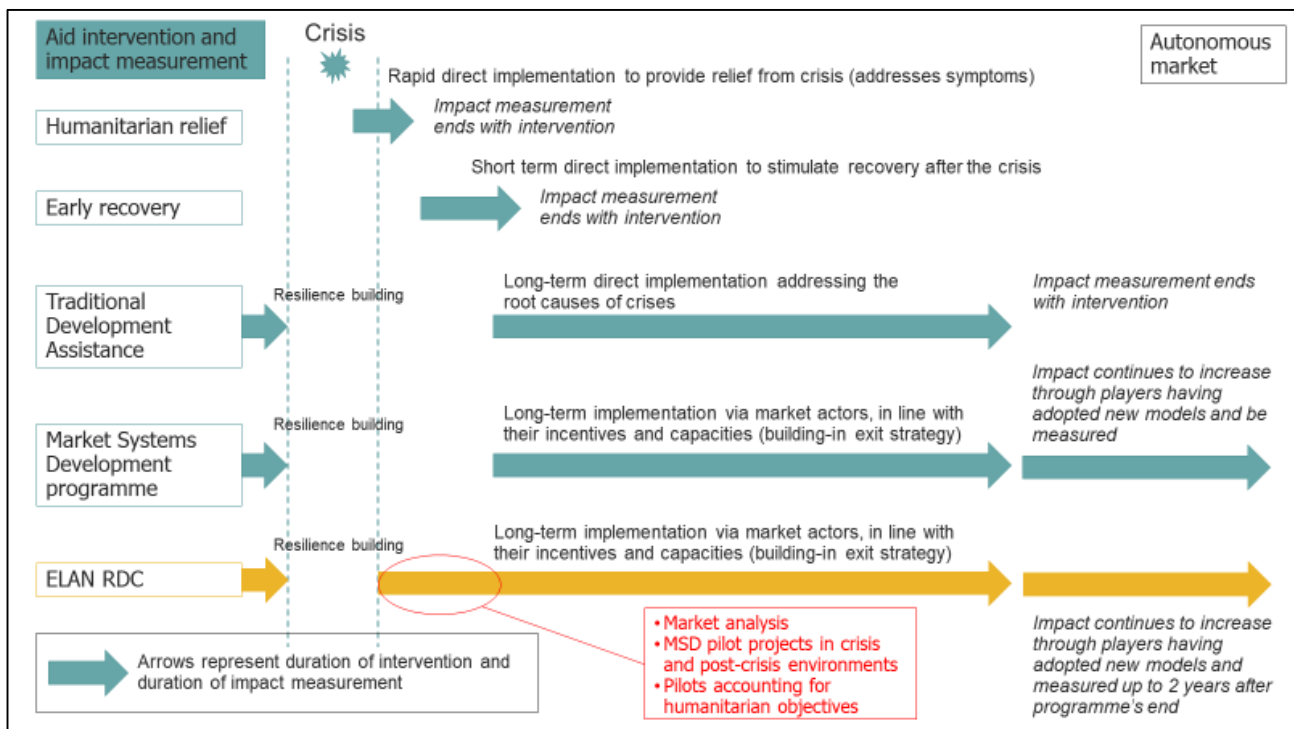 Aid intervention and
impact measurement
Crisis
Autonomous
market
Rapid direct implementation to provide relief from crisis (addresses symptoms)
Humanitarian relief
Impact measurement
ends with intervention
Short term direct implementation to stimulate recovery after the crisis
Early recovery
Impact measurement
ends with intervention
Traditional
Development
Assistance
Resilience building
Long-term direct implementation addressing the
root causes of crises
Impact measurement ends
with intervention
Market Systems
Development
programme
Resilience building
Long-term implementation via market actors, in line with
their incentives and capacities (building-in exit strategy)
Impact continues to increase
through players having
adopted new models and be
measured
ELAN RDC
Resilience building
Long-term implementation via market actors, in line with
their incentives and capacities (building-in exit strategy)
• Market analysis
• MSD pilot projects in crisis
and post-crisis environments
• Pilots accounting for
humanitarian objectives
Impact continues to increase
through players having
adopted new models and
measured up to 2 years after
programme's end
Arrows represent duration of intervention and
duration of impact measurement